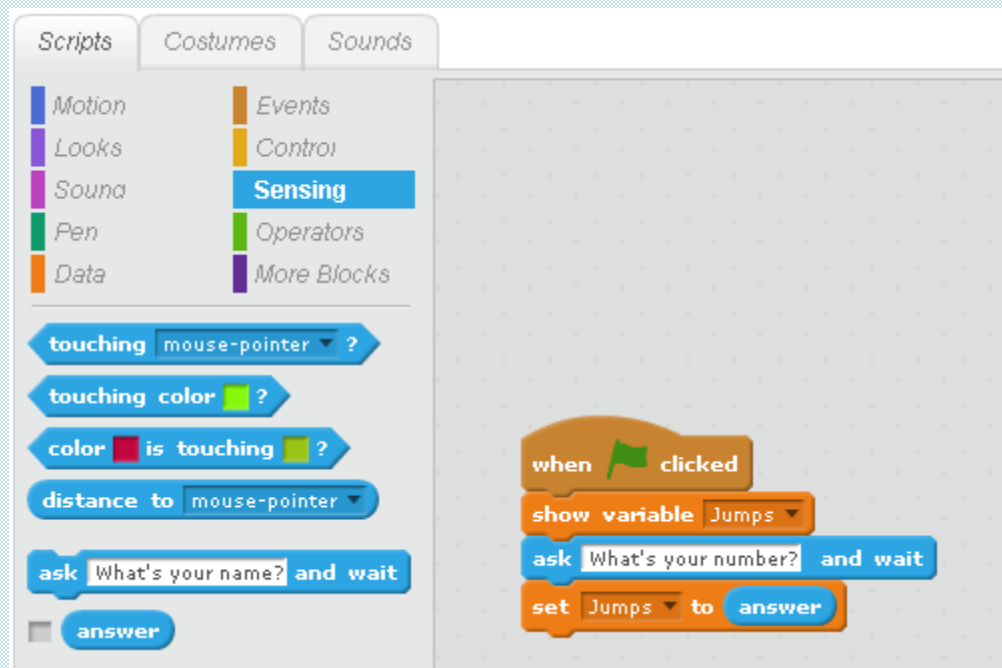 Scripts Costumes Sounds
Motion Events
Looks Control
Sound Sensing
Pen Operators
Data More Blocks
touching mouse-pointer ?
touching color ?
color is touching ?
distance to mouse-pointer
ask What's your name? and wait
answer
when clicked
show variable Jumps
ask What's your number? and wait
set Jumps to answer